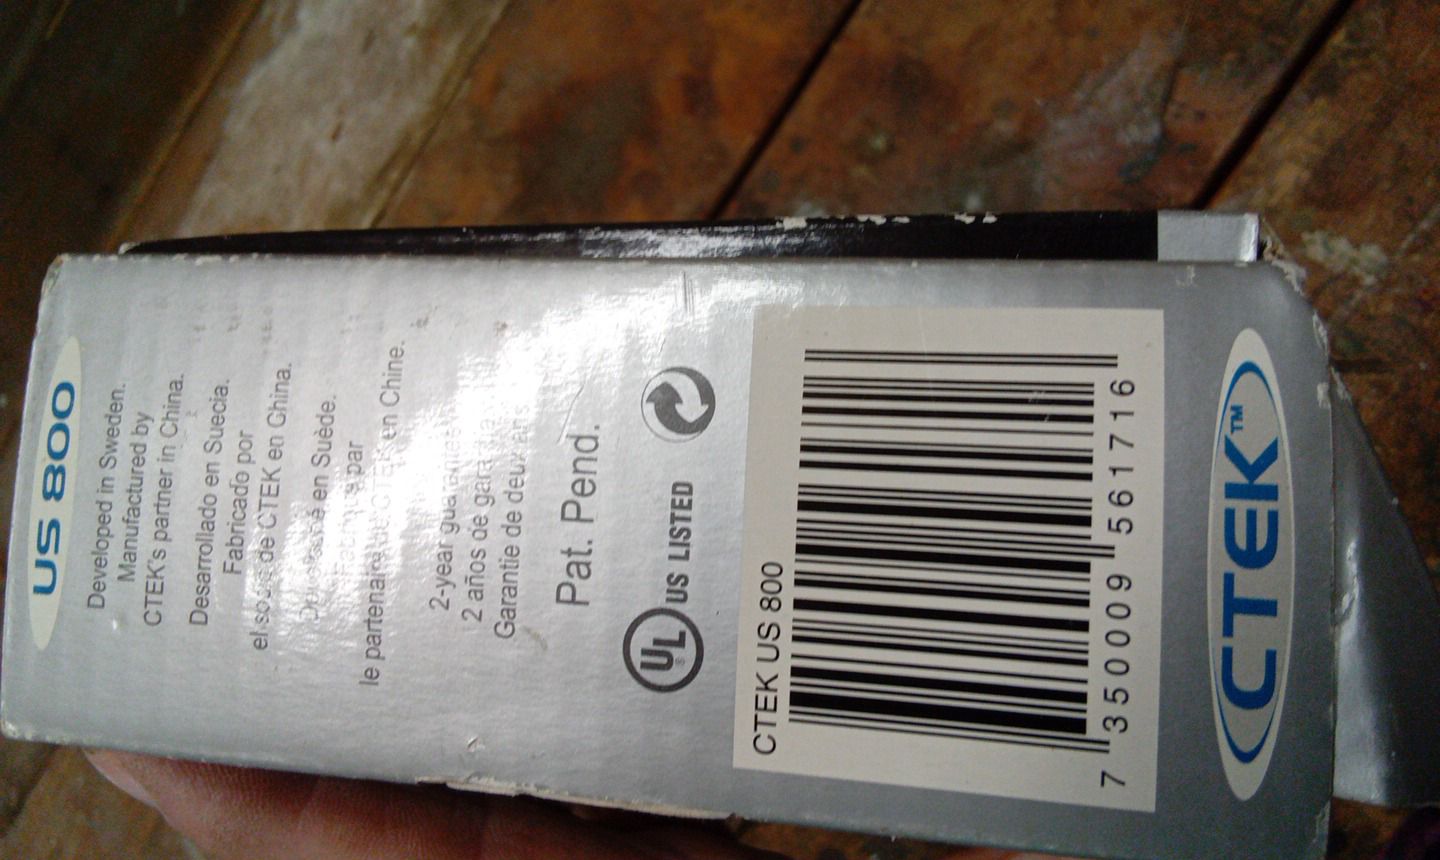 US 800
Developed in Sweden.
Manufactured by
CTEK's partner in China.
Desarrollado en Suecia.
Fabricado por
el socio de CTEK en China.
en Suède.
par
le partenaire de CTEK en Chine.
2-year guarantee
2 años de
Garantie de deux ans
Pat. Pend.
UL US LISTED
CTEK US 800
7 350009 561716
CTEK™